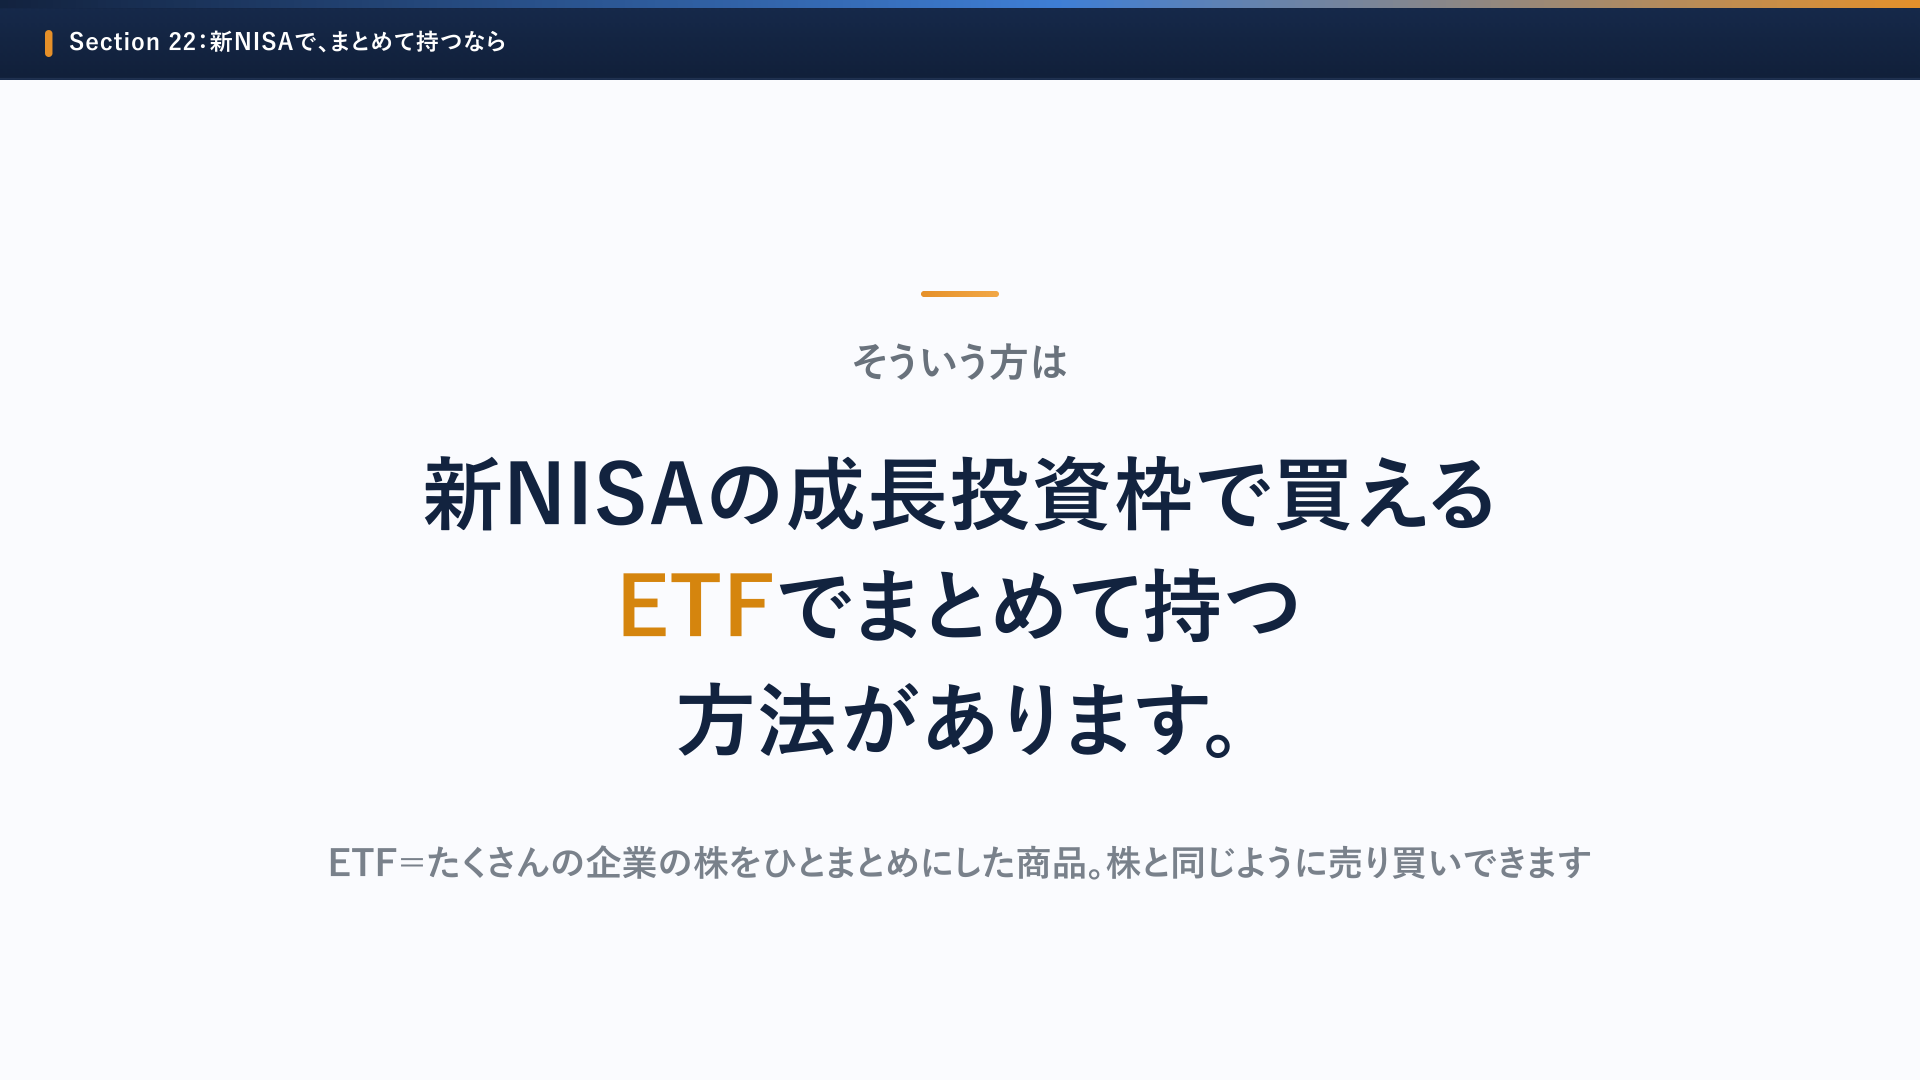 Section 22：新NISAで、まとめて持つなら
そういう方は
新NISAの成長投資枠で買える
ETFでまとめて持つ
方法があります。
ETF＝たくさんの企業の株をひとまとめにした商品。株と同じように売り買いできます